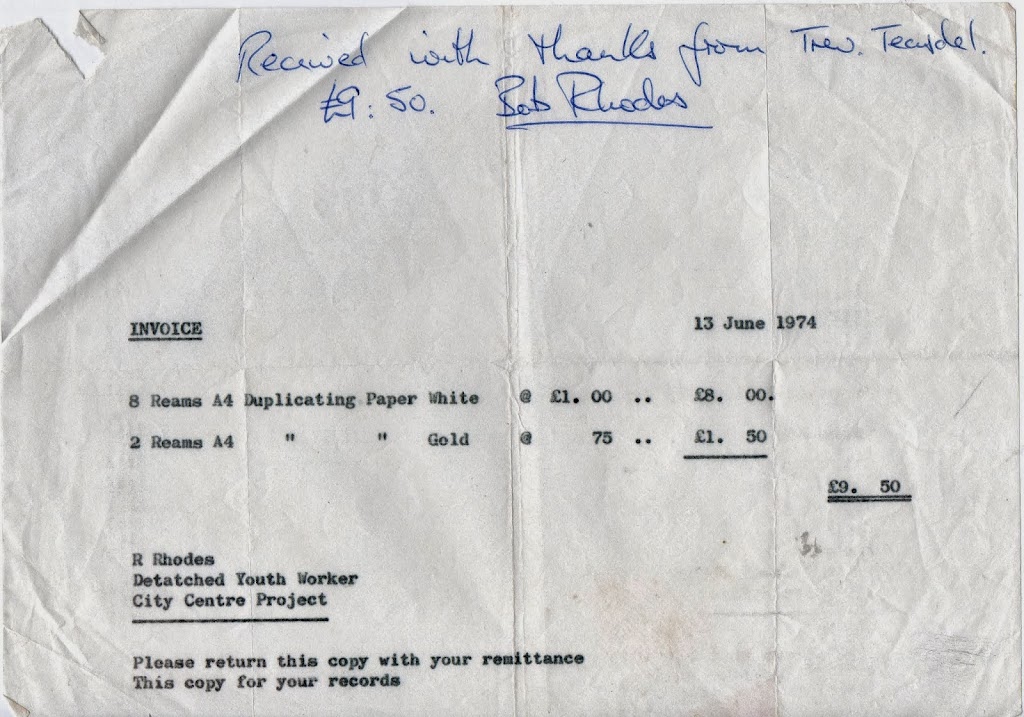 Received with thanks from Trev. Teasdel.
£9: 50. Bob Rhodes
INVOICE 13 June 1974
8 Reams A4 Duplicating Paper White @ £1. 00 .. £8. 00.
2 Reams A4 " " Gold @ 75 .. £1. 50
£9. 50
R Rhodes
Detatched Youth Worker
City Centre Project
Please return this copy with your remittance
This copy for your records